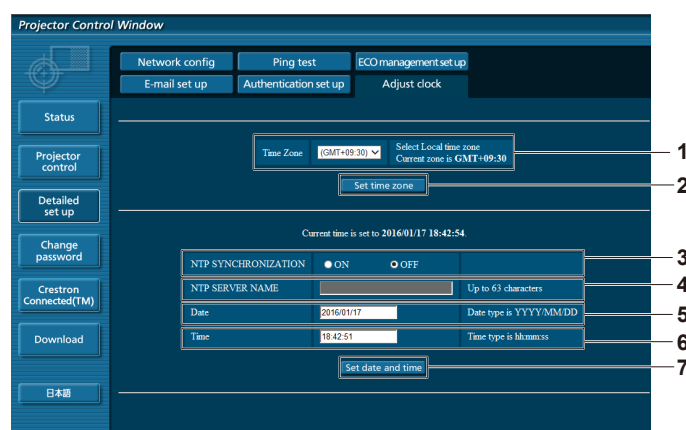 Projector Control Window
Network config
Ping test
ECO management set up
E-mail set up
Authentication set up
Adjust clock
Status
Projector
control
Detailed
set up
Change
password
Crestron
Connected(TM)
Download
日本語
Time Zone
(GMT+09:30)
Select Local time zone
Current zone is GMT+09:30
1
Set time zone
2
Current time is set to 2016/01/17 18:42:54.
NTP SYNCHRONIZATION
ON
OFF
3
NTP SERVER NAME
Up to 63 characters
4
Date
2016/01/17
Date type is YYYY/MM/DD
5
Time
18:42:51
Time type is hh:mm:ss
6
Set date and time
7